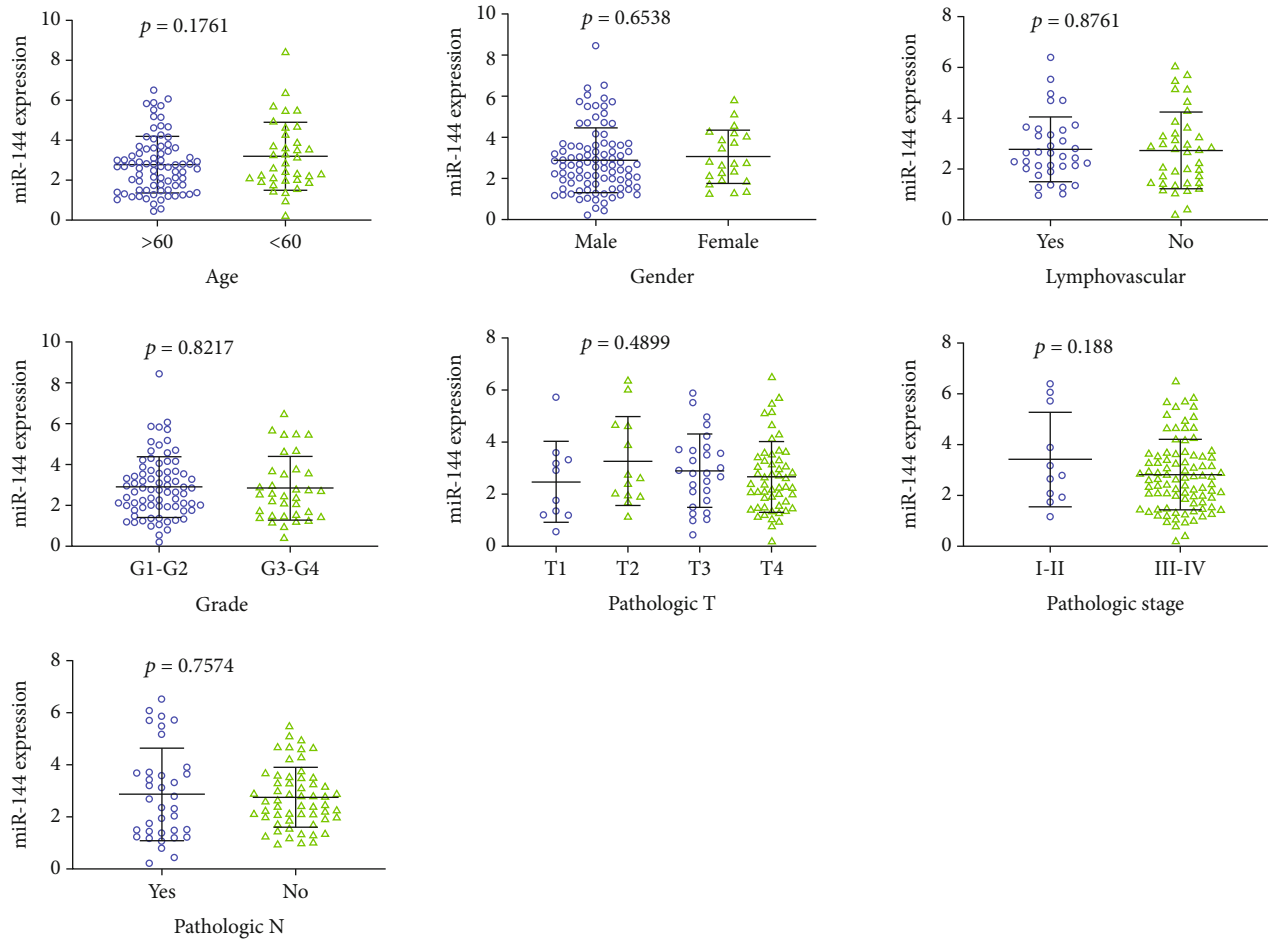 p = 0.1761
miR-144 expression
10
8
6
4
2
0
>60 <60
Age
p = 0.6538
miR-144 expression
10
8
6
4
2
0
Male Female
Gender
p = 0.8761
miR-144 expression
8
6
4
2
0
Yes No
Lymphovascular
p = 0.8217
miR-144 expression
10
8
6
4
2
0
G1-G2 G3-G4
Grade
p = 0.4899
miR-144 expression
8
6
4
2
0
T1 T2 T3 T4
Pathologic T
p = 0.188
miR-144 expression
8
6
4
2
0
I-II III-IV
Pathologic stage
p = 0.7574
miR-144 expression
8
6
4
2
0
Yes No
Pathologic N